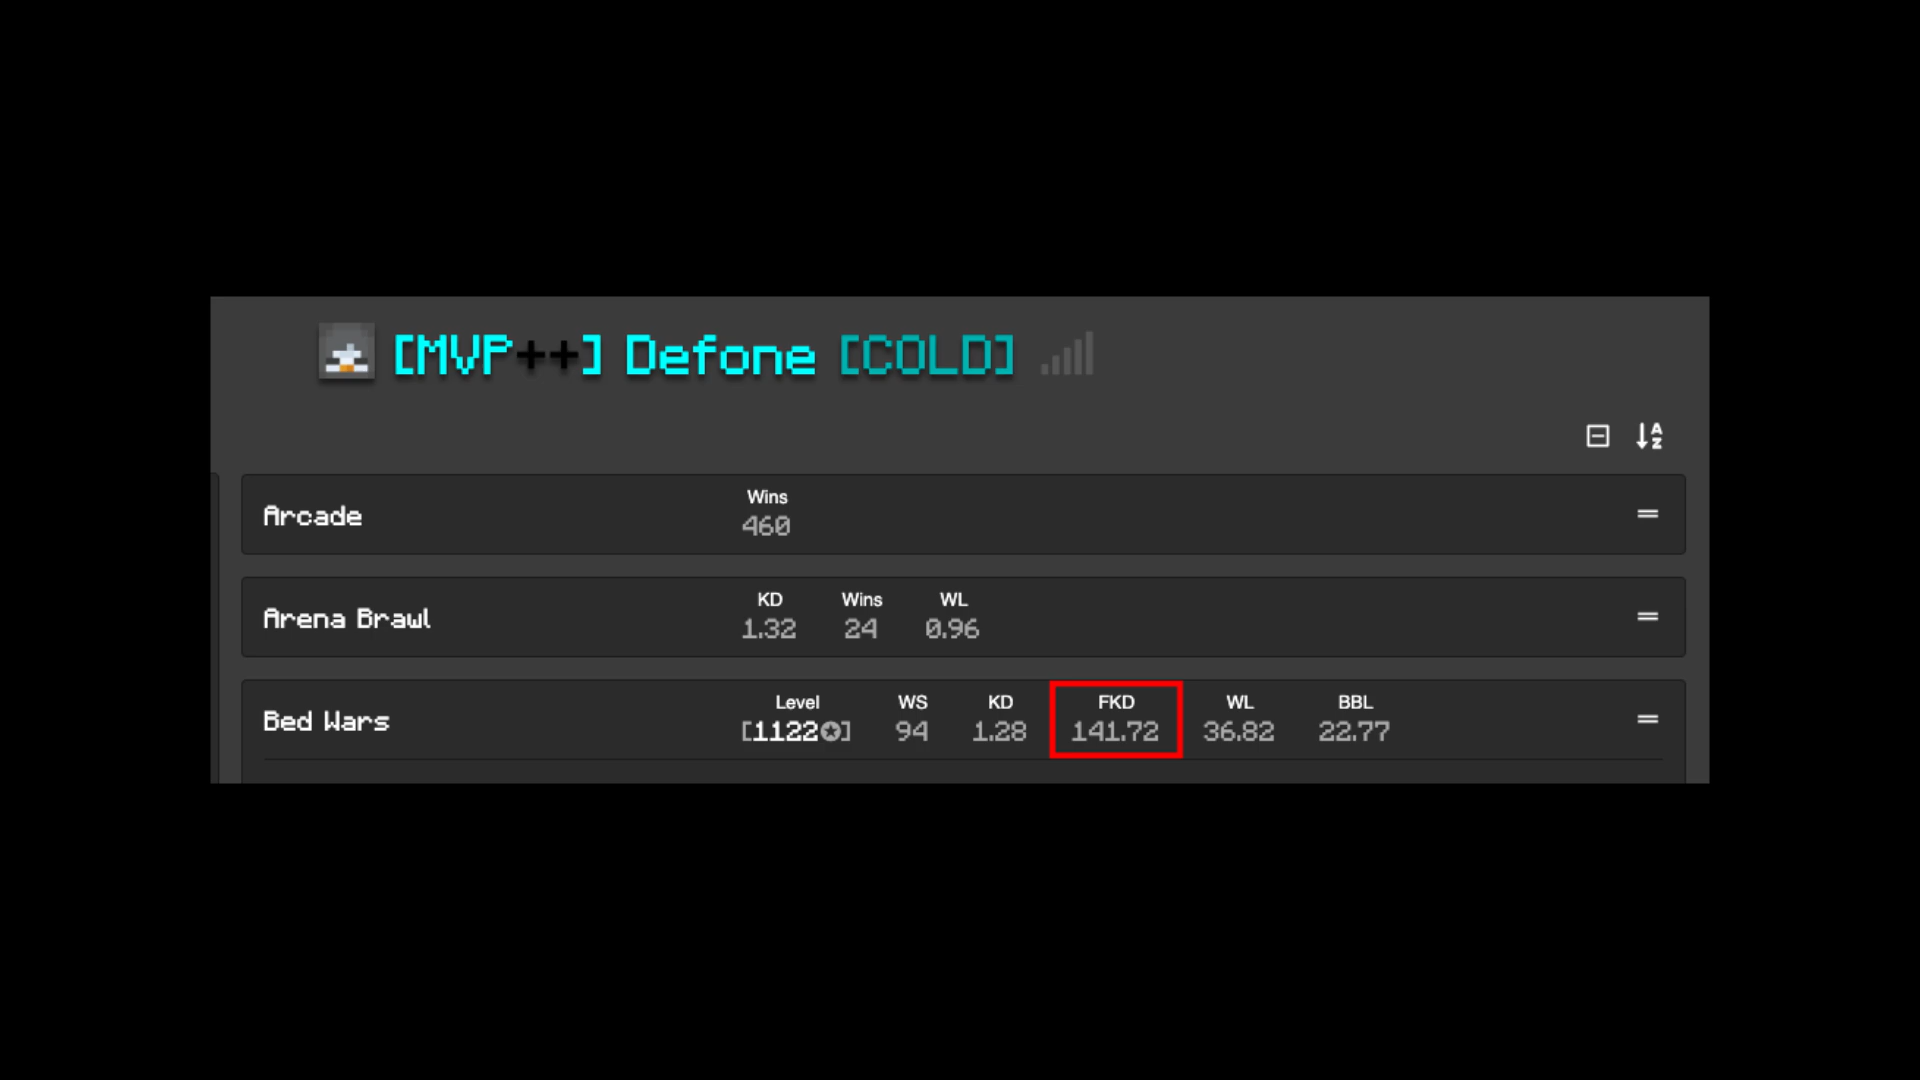 [MVP++] Defone [COLD]
A
Z
Wins
Arcade
460
KD Wins WL
Arena Brawl
1.32 24 0.96
Level WS KD FKD WL BBL
Bed Wars
[1122✪] 94 1.28 141.72 36.82 22.77